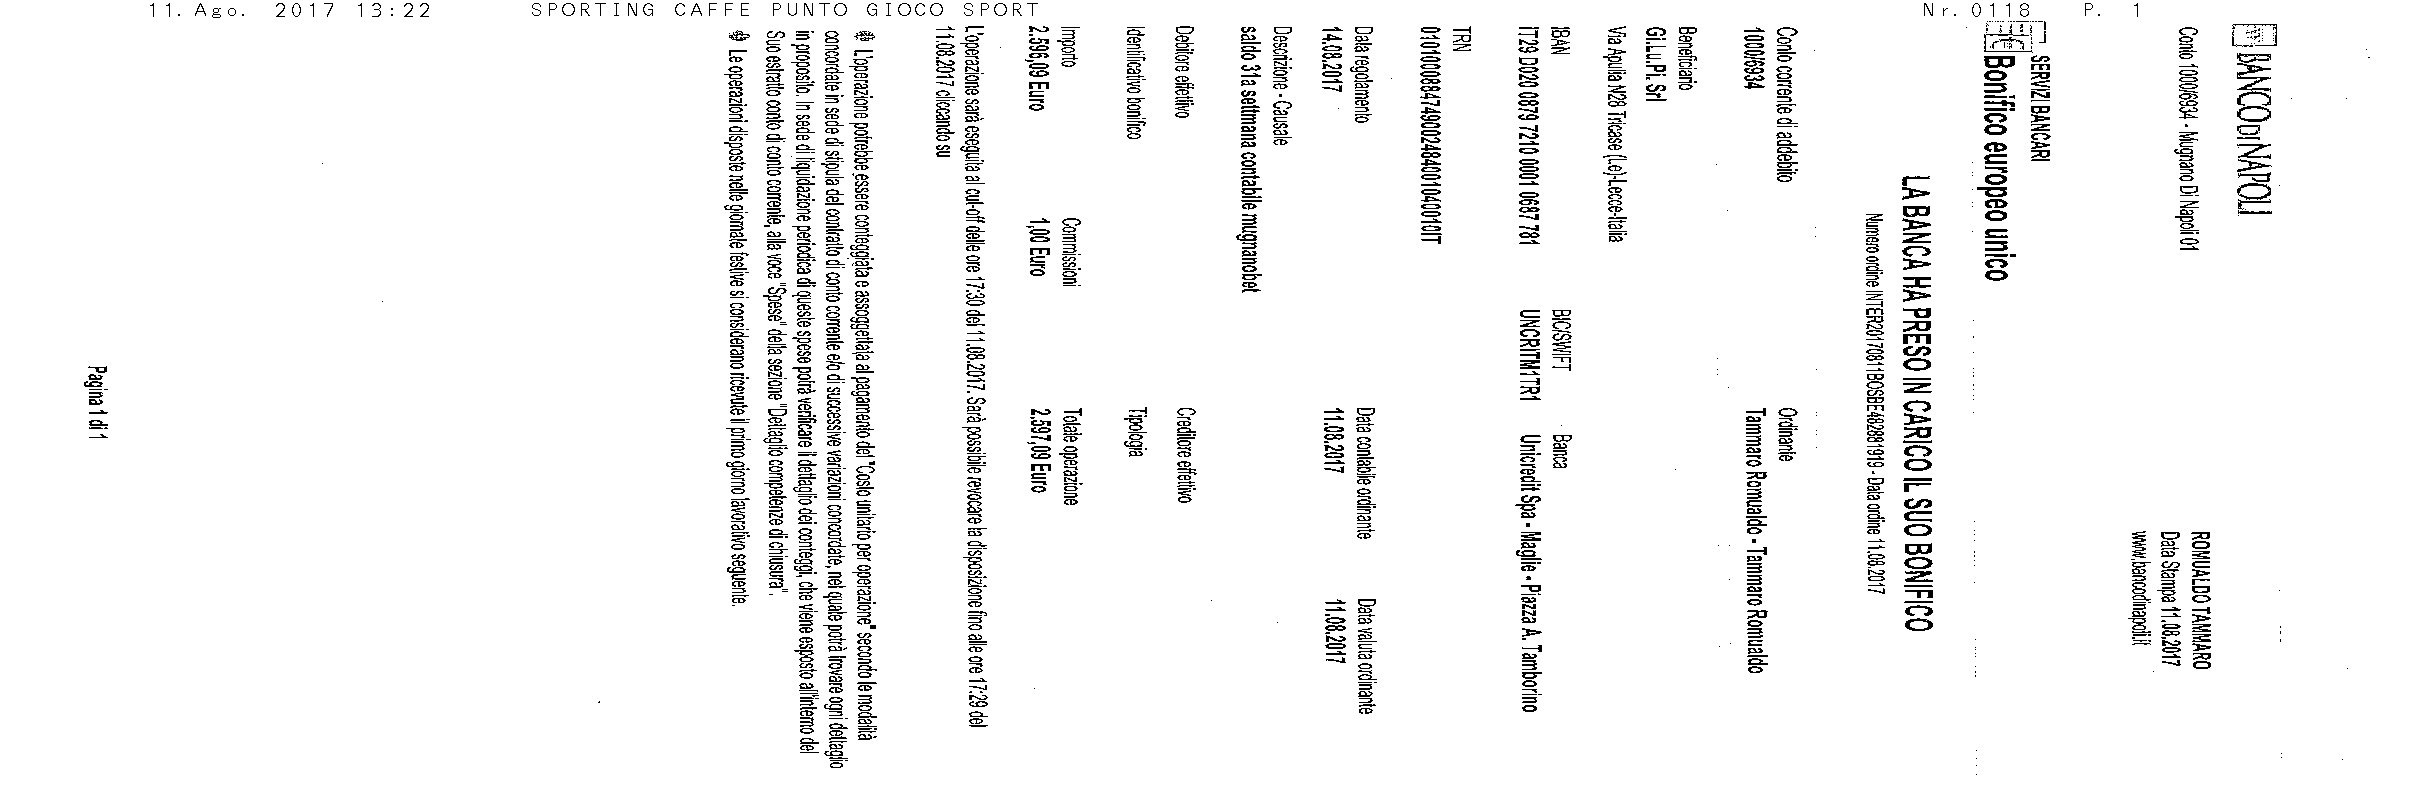 11. Ago. 2017 13:22 SPORTING CAFFE PUNTO GIOCO SPORT Nr. 0118 P. 1
BANCO DI NAPOLI
Conto 1000/6934 - Mugnano Di Napoli 01
ROMUALDO TAMMARO
Data Stampa 11.08.2017
www.bancodinapoli.it
SERVIZI BANCARI
Bonifico europeo unico
LA BANCA HA PRESO IN CARICO IL SUO BONIFICO
Numero ordine INTER20170811BOSBE462881919 - Data ordine 11.08.2017
Conto corrente di addebito Ordinante
1000/6934 Tammaro Romualdo - Tammaro Romualdo
Beneficiario
Gi.Lu.Pi. Srl
Via Apulia N28 Tricase (Le)-Lecce-Italia
IBAN BIC/SWIFT Banca
IT29 D020 0879 7210 0001 0687 781 UNCRITM1TR1 Unicredit Spa - Maglie - Piazza A. Tamborino
TRN
0101000847490024840010400101IT
Data regolamento Data contabile ordinante Data valuta ordinante
14.08.2017 11.08.2017 11.08.2017
Descrizione - Causale
saldo 31a settimana contabile mugnanobet
Debitore effettivo Creditore effettivo
Identificativo bonifico Tipologia
Importo Commissioni Totale operazione
2.596,09 Euro 1,00 Euro 2.597,09 Euro
L'operazione sarà eseguita al cut-off delle ore 17:30 del 11.08.2017. Sarà possibile revocare la disposizione fino alle ore 17:29 del
11.08.2017 cliccando su
L'operazione potrebbe essere conteggiata e assoggettata al pagamento del "Costo unitario per operazione" secondo le modalità
concordate in sede di stipula del contratto di conto corrente e/o di successive variazioni concordate, nel quale potrà trovare ogni dettaglio
in proposito. In sede di liquidazione periodica di queste spese potrà verificare il dettaglio dei conteggi, che viene esposto all'interno del
Suo estratto conto di conto corrente, alla voce "Spese" della sezione "Dettaglio competenze di chiusura".
Le operazioni disposte nelle giornate festive si considerano ricevute il primo giorno lavorativo seguente.
Pagina 1 di 1